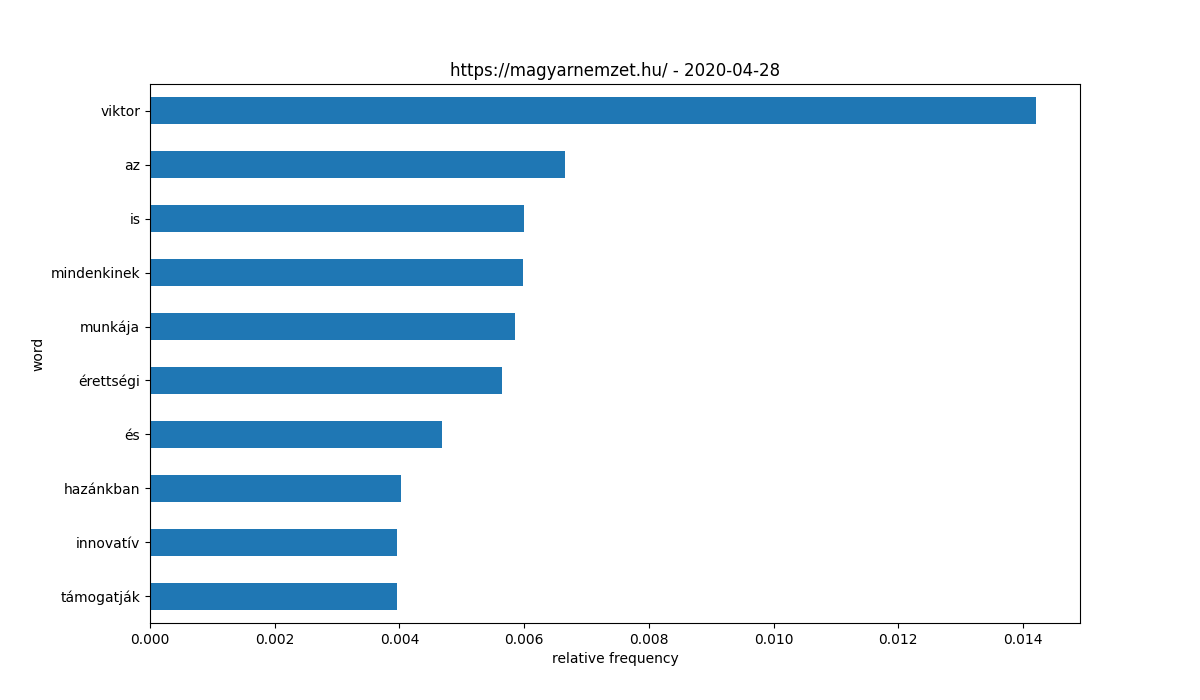 https://magyarnemzet.hu/ - 2020-04-28
word
viktor
az
is
mindenkinek
munkája
érettségi
és
hazánkban
innovatív
támogatják
0.000 0.002 0.004 0.006 0.008 0.010 0.012 0.014
relative frequency